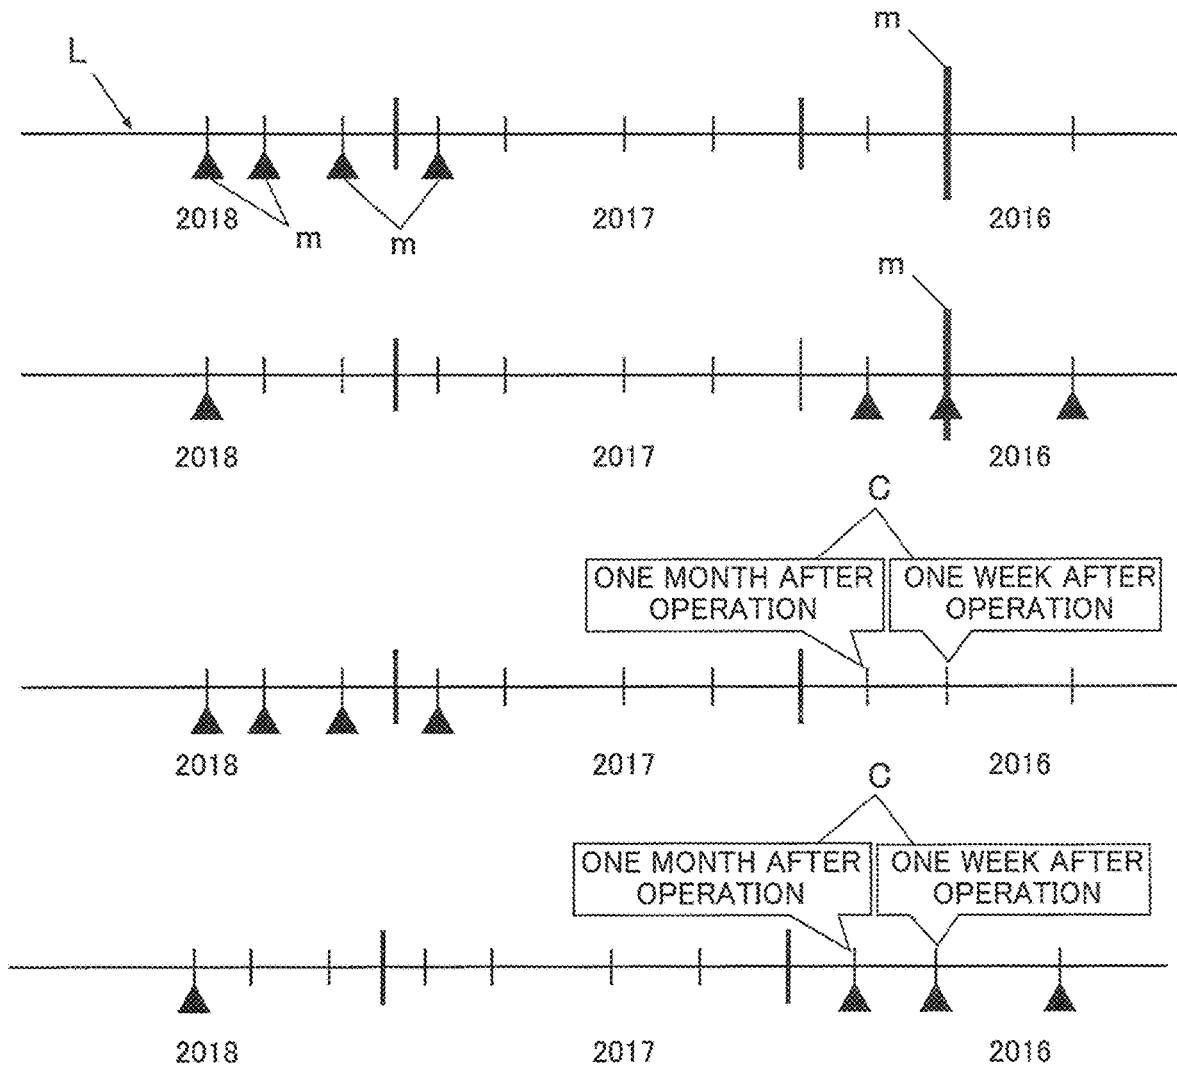 m
L
2018
2017
2016
m
m
m
2018
2017
2016
C
ONE MONTH AFTER
OPERATION
ONE WEEK AFTER
OPERATION
2018
2017
2016
C
ONE MONTH AFTER
OPERATION
ONE WEEK AFTER
OPERATION
2018
2017
2016